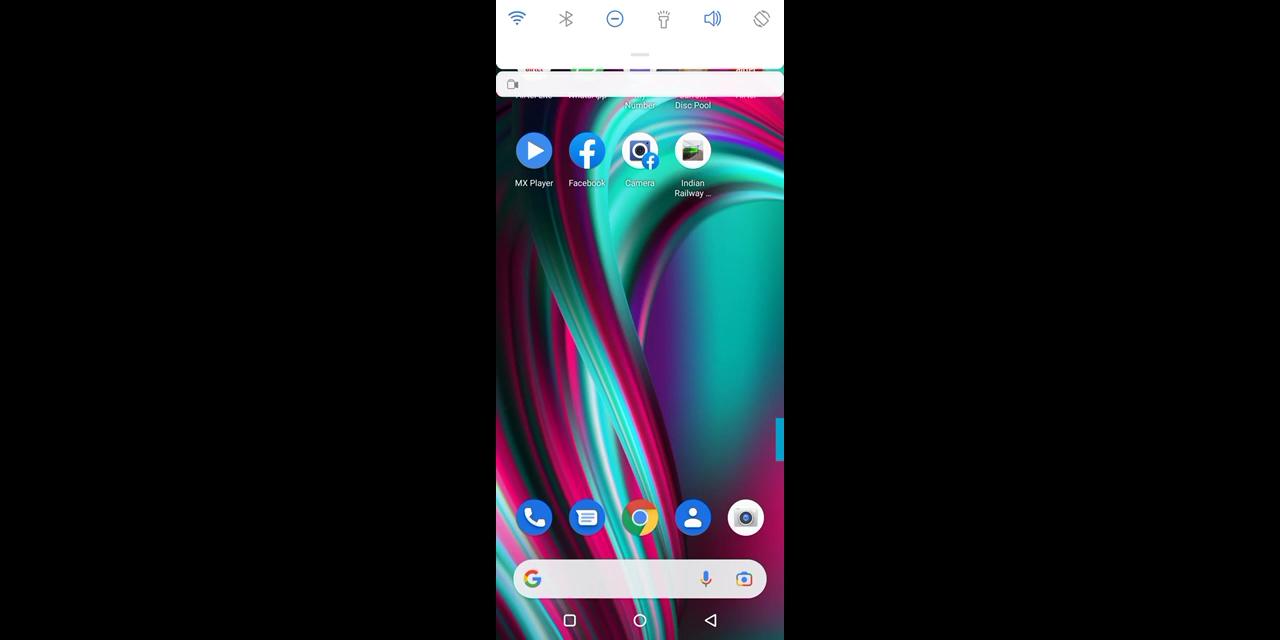 Number
Disc Pool
MX Player
Facebook
Camera
Indian
Railway ...